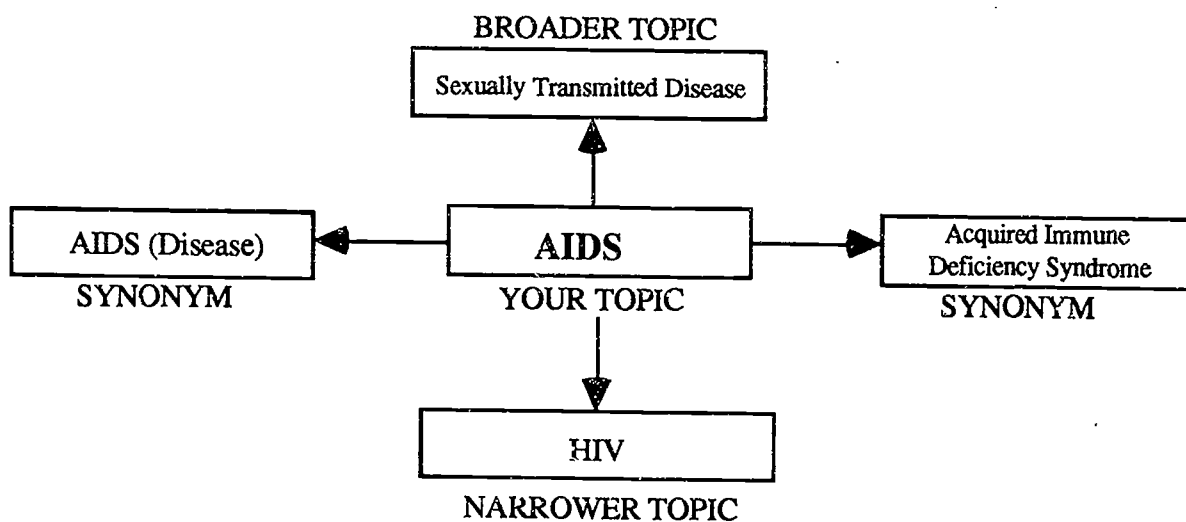 BROADER TOPIC
Sexually Transmitted Disease
AIDS (Disease)
SYNONYM
AIDS
YOUR TOPIC
Acquired Immune
Deficiency Syndrome
SYNONYM
HIV
NARROWER TOPIC